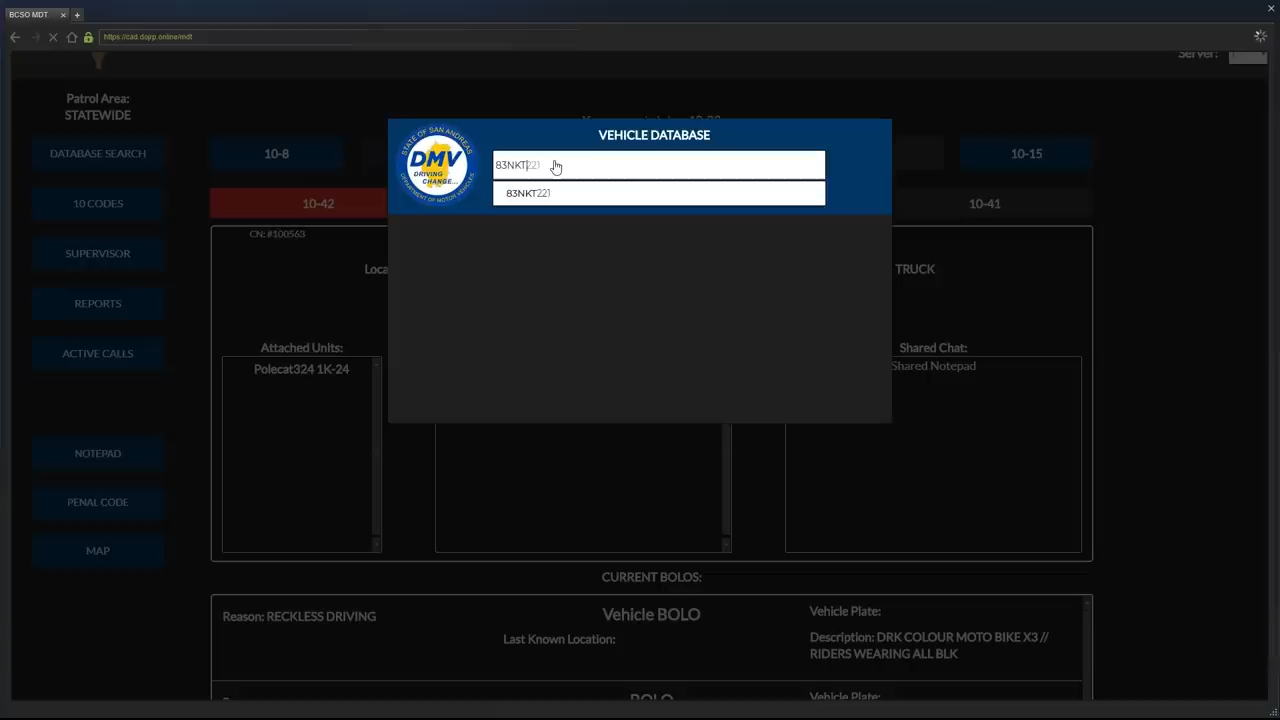 BCSO MDT
https://cad.dojrp.online/mdt
Server:
Patrol Area:
STATEWIDE
DATABASE SEARCH
10 CODES
SUPERVISOR
REPORTS
ACTIVE CALLS
NOTEPAD
PENAL CODE
MAP
10-8
10-15
10-42
10-41
STATE OF SAN ANDREAS
DMV
DRIVING
CHANGE...
DEPARTMENT OF MOTOR VEHICLES
VEHICLE DATABASE
83NKT221
83NKT221
CN: #100563
TRUCK
Attached Units:
Polecat324 1K-24
Shared Chat:
Shared Notepad
CURRENT BOLOS:
Reason: RECKLESS DRIVING
Vehicle BOLO
Last Known Location:
Vehicle Plate:
Description: DRK COLOUR MOTO BIKE X3 //
RIDERS WEARING ALL BLK
BOLO
Vehicle Plate: